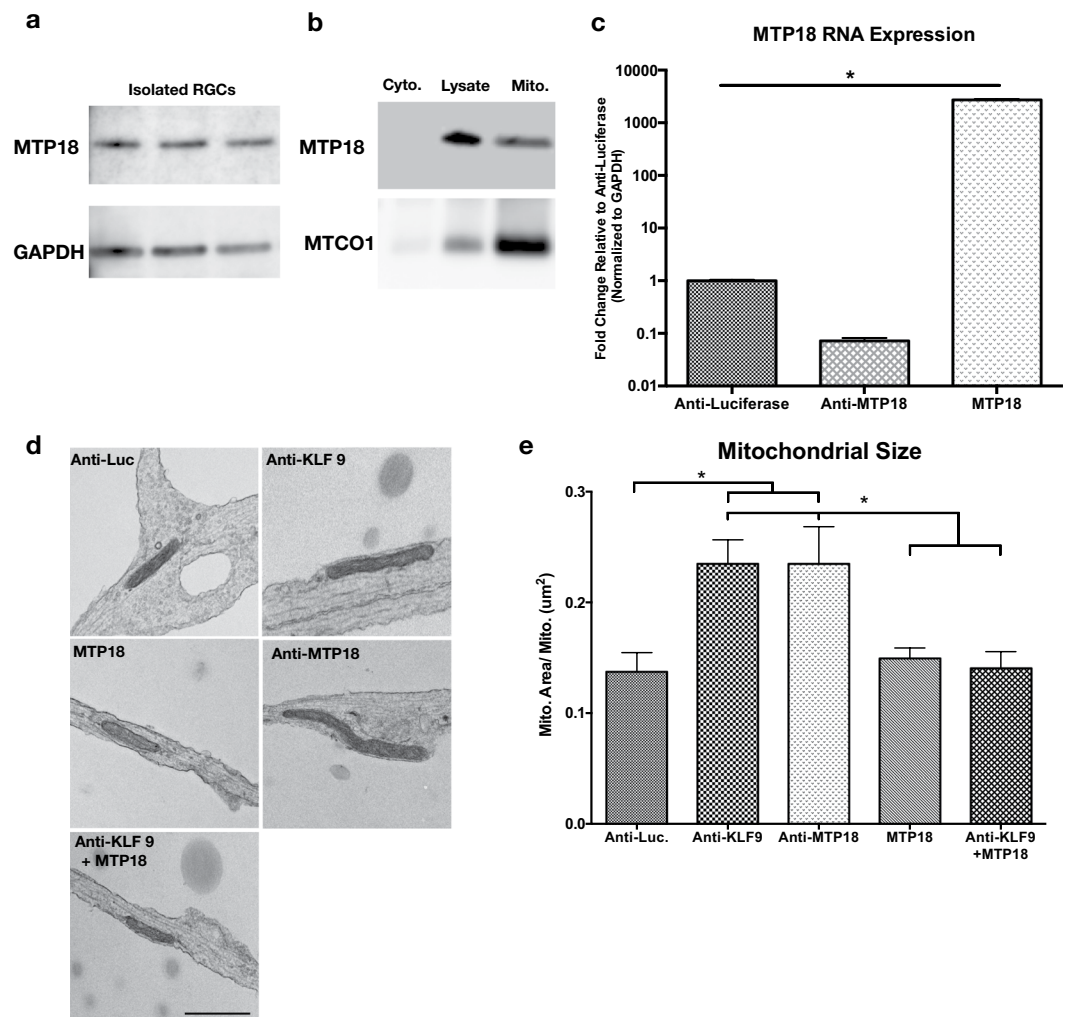 a
Isolated RGCs
MTP18
GAPDH
b
Cyto. Lysate Mito.
MTP18
MTCO1
c
MTP18 RNA Expression
*
Fold Change Relative to Anti-Luciferase
(Normalized to GAPDH)
10000
1000
100
10
1
0.1
0.01
Anti-Luciferase Anti-MTP18 MTP18
d
Anti-Luc
Anti-KLF 9
MTP18
Anti-MTP18
Anti-KLF 9
+ MTP18
e
Mitochondrial Size
*
*
Mito. Area/ Mito. (um²)
0.3
0.2
0.1
0.0
Anti-Luc. Anti-KLF9 Anti-MTP18 MTP18 Anti-KLF9
+MTP18